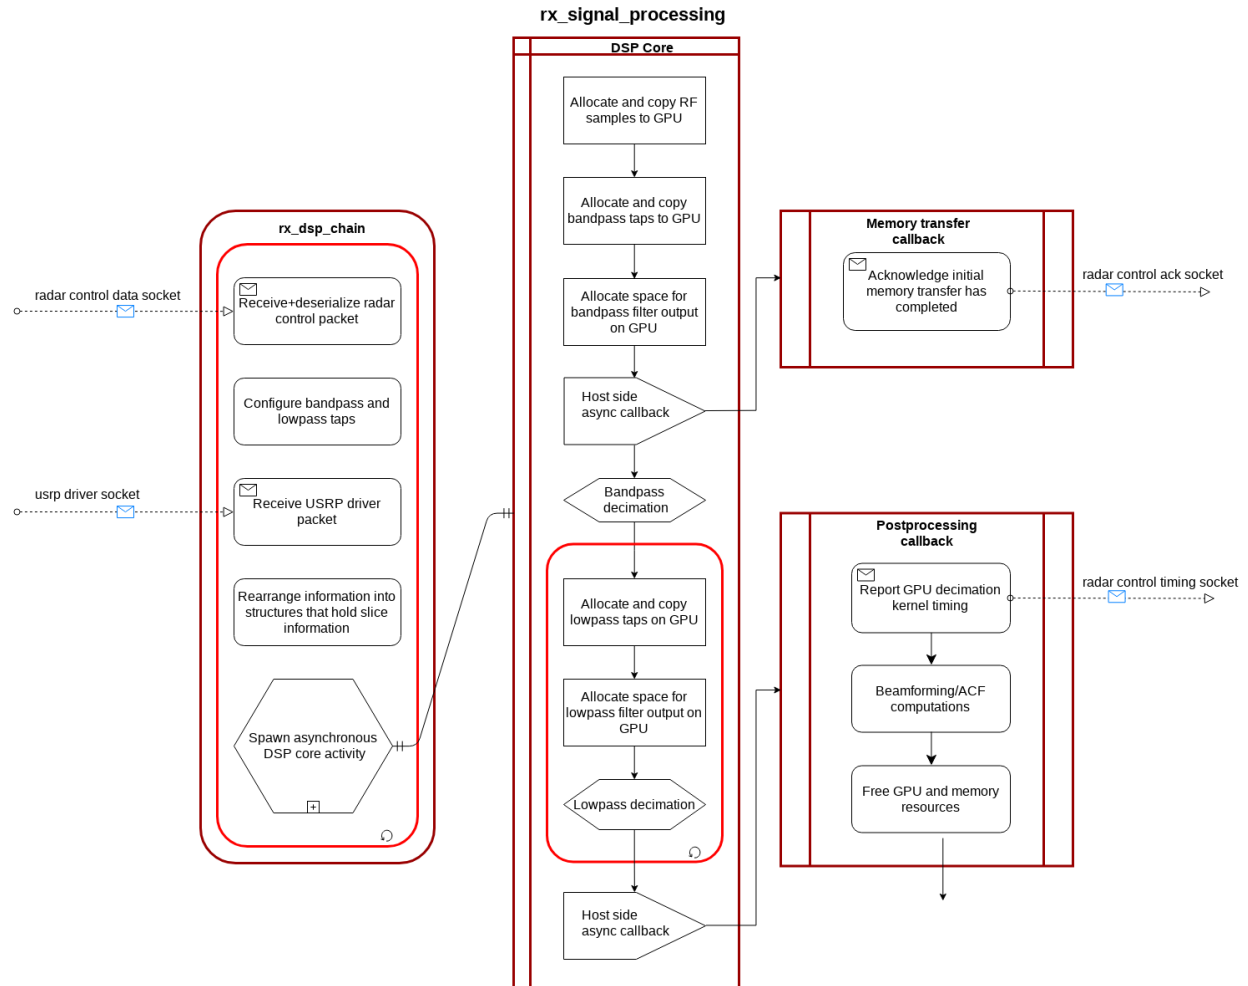 rx_signal_processing
DSP Core
Allocate and copy RF
samples to GPU
Allocate and copy
bandpass taps to GPU
Allocate space for
bandpass filter output
on GPU
Host side
async callback
Bandpass
decimation
Allocate and copy
lowpass taps on GPU
Allocate space for
lowpass filter output on
GPU
Lowpass decimation
Host side
async callback
rx_dsp_chain
radar control data socket
Receive+deserialize radar
control packet
Configure bandpass and
lowpass taps
usrp driver socket
Receive USRP driver
packet
Rearrange information into
structures that hold slice
information
Spawn asynchronous
DSP core activity
Memory transfer
callback
Acknowledge initial
memory transfer has
completed
radar control ack socket
Postprocessing
callback
Report GPU decimation
kernel timing
radar control timing socket
Beamforming/ACF
computations
Free GPU and memory
resources